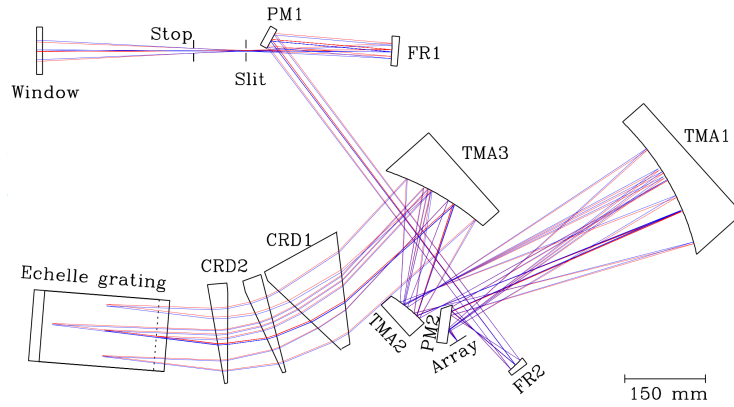 PM1
Stop
FR1
Slit
Window
TMA1
TMA3
CRD1
CRD2
Echelle grating
TMA2
PM2
Array
FR2
150 mm